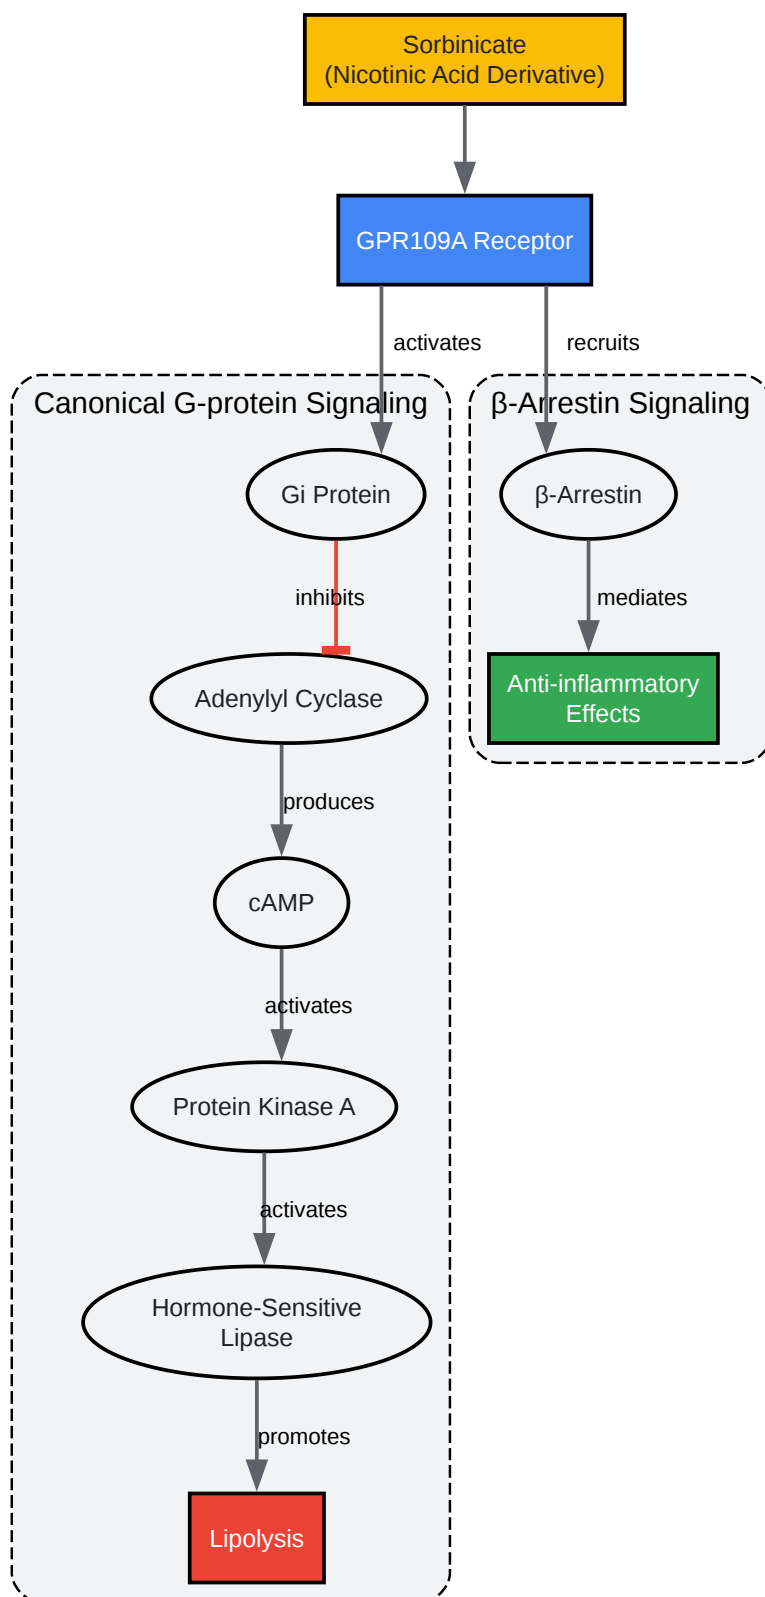 Sorbinicate
(Nicotinic Acid Derivative)
GPR109A Receptor
activates
recruits
Canonical G-protein Signaling
β-Arrestin Signaling
Gi Protein
β-Arrestin
inhibits
mediates
Adenylyl Cyclase
Anti-inflammatory
Effects
produces
cAMP
activates
Protein Kinase A
activates
Hormone-Sensitive
Lipase
promotes
Lipolysis